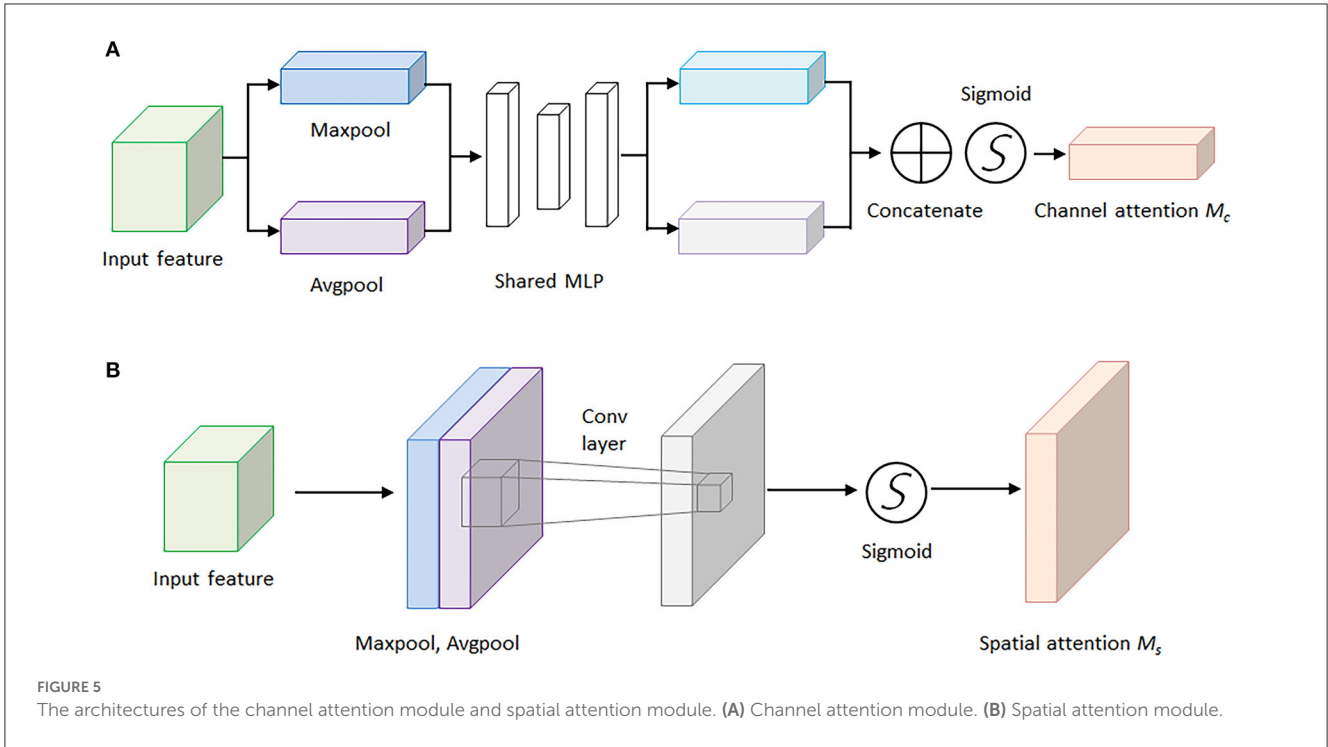 A
Maxpool
Input feature
Avgpool
Shared MLP
Sigmoid
S
Concatenate
Channel attention Mc
B
Input feature
Maxpool, Avgpool
Conv
layer
S
Sigmoid
Spatial attention Ms
FIGURE 5
The architectures of the channel attention module and spatial attention module. (A) Channel attention module. (B) Spatial attention module.